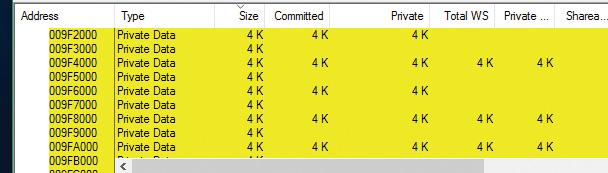 Address Type Size Committed Private Total WS Private ... Sharea...
009F2000 Private Data 4 K 4 K 4 K
009F3000 Private Data 4 K
009F4000 Private Data 4 K 4 K 4 K 4 K 4 K
009F5000 Private Data 4 K
009F6000 Private Data 4 K 4 K 4 K
009F7000 Private Data 4 K
009F8000 Private Data 4 K 4 K 4 K 4 K 4 K
009F9000 Private Data 4 K
009FA000 Private Data 4 K 4 K 4 K 4 K 4 K
009FB000 Private Data 4 K